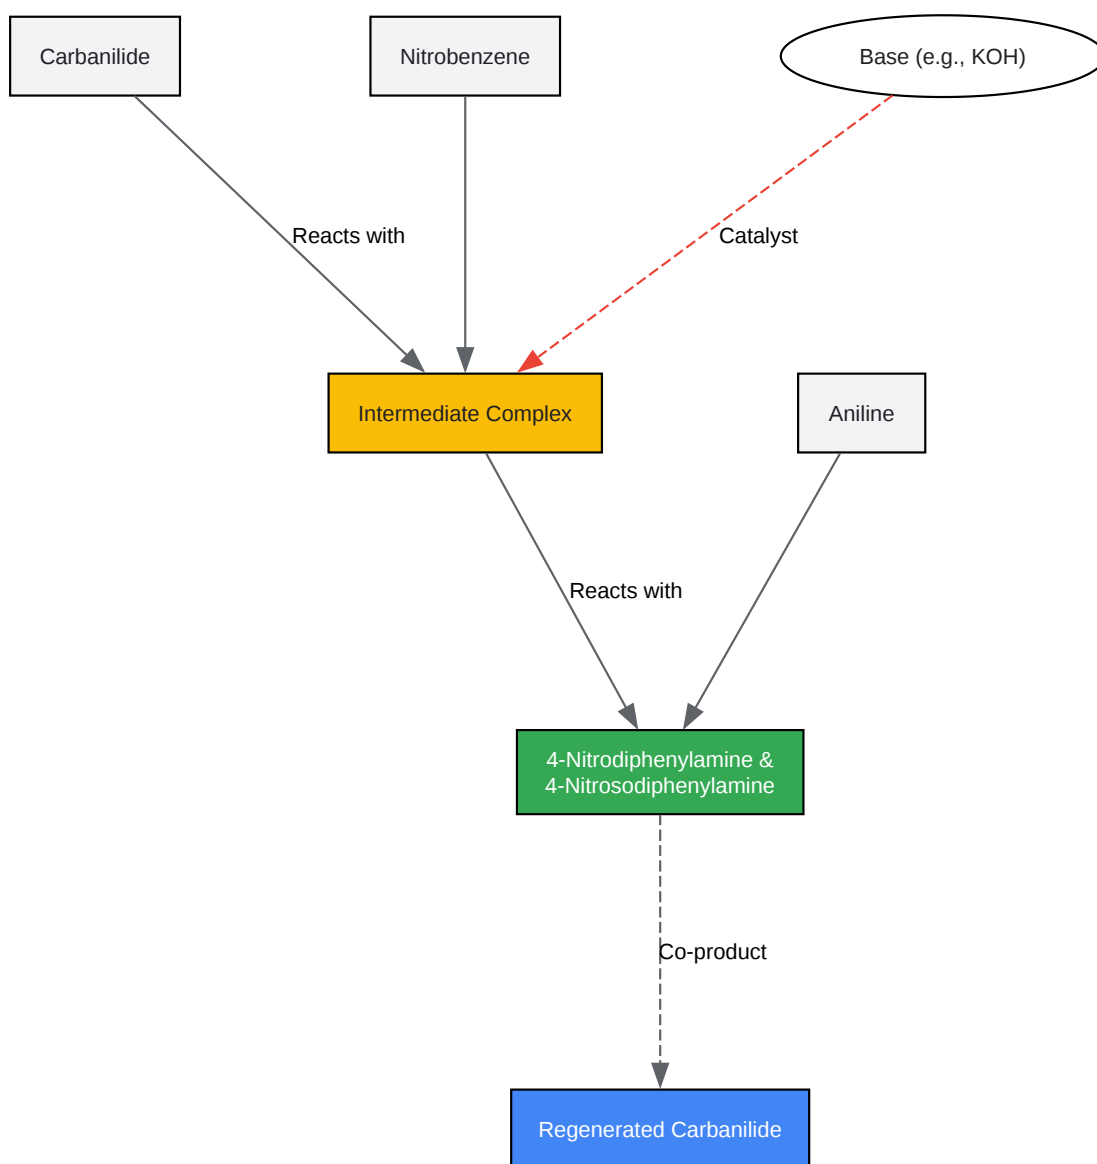 Carbanilide
Nitrobenzene
Base (e.g., KOH)
Reacts with
Catalyst
Intermediate Complex
Aniline
Reacts with
4-Nitrodiphenylamine &
4-Nitrosodiphenylamine
Co-product
Regenerated Carbanilide